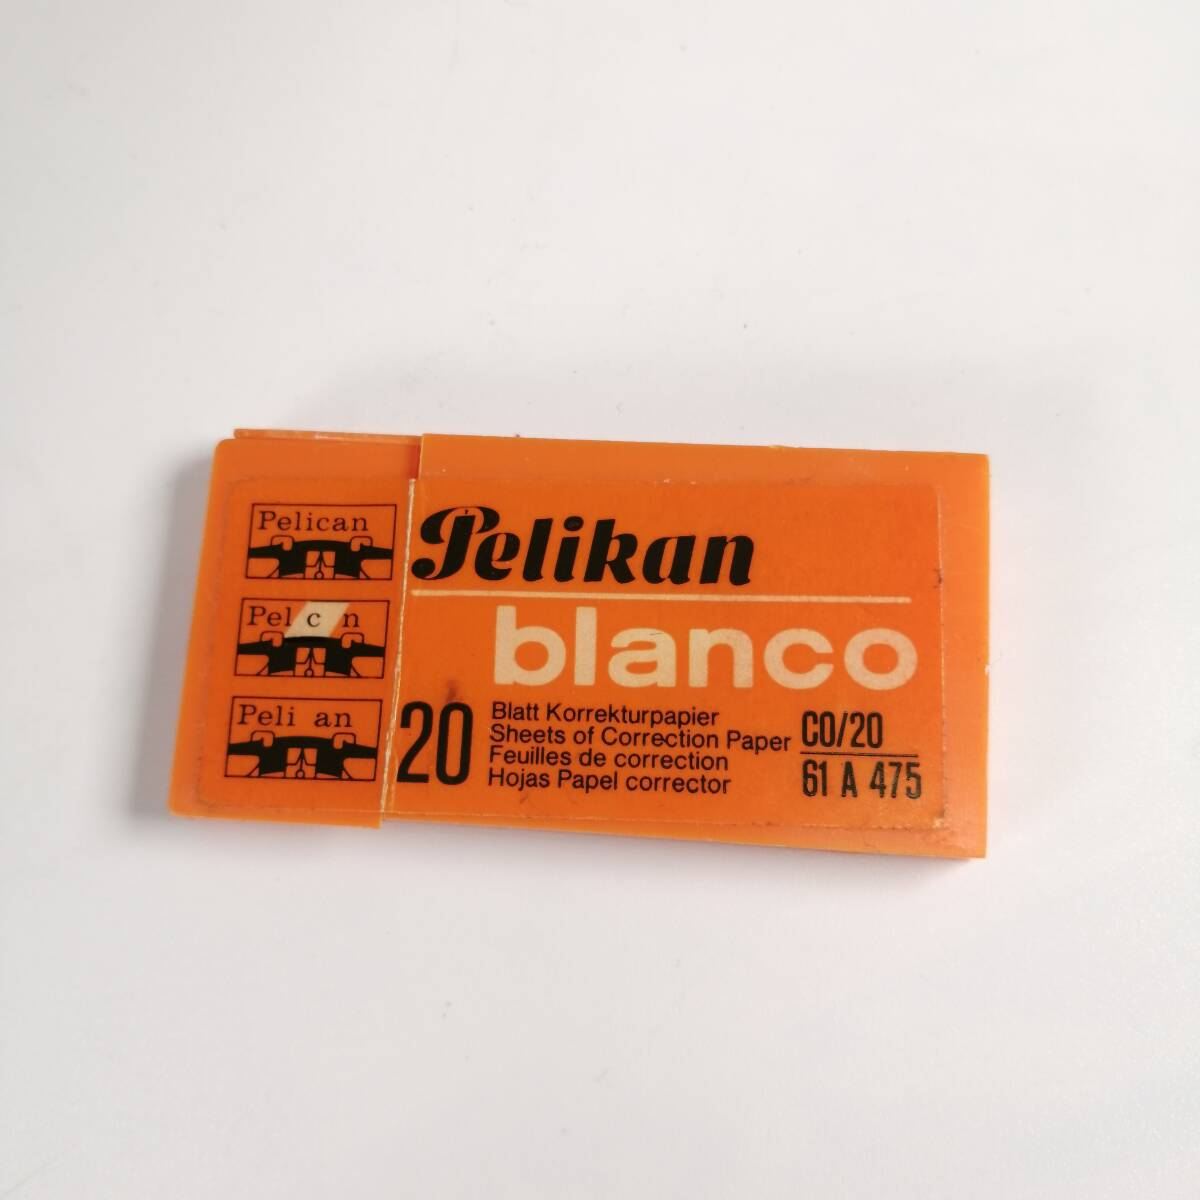 Pelican
Pel c n
Peli an
Pelikan
blanco
20
Blatt Korrekturpapier
Sheets of Correction Paper
Feuilles de correction
Hojas Papel corrector
CO/20
61 A 475